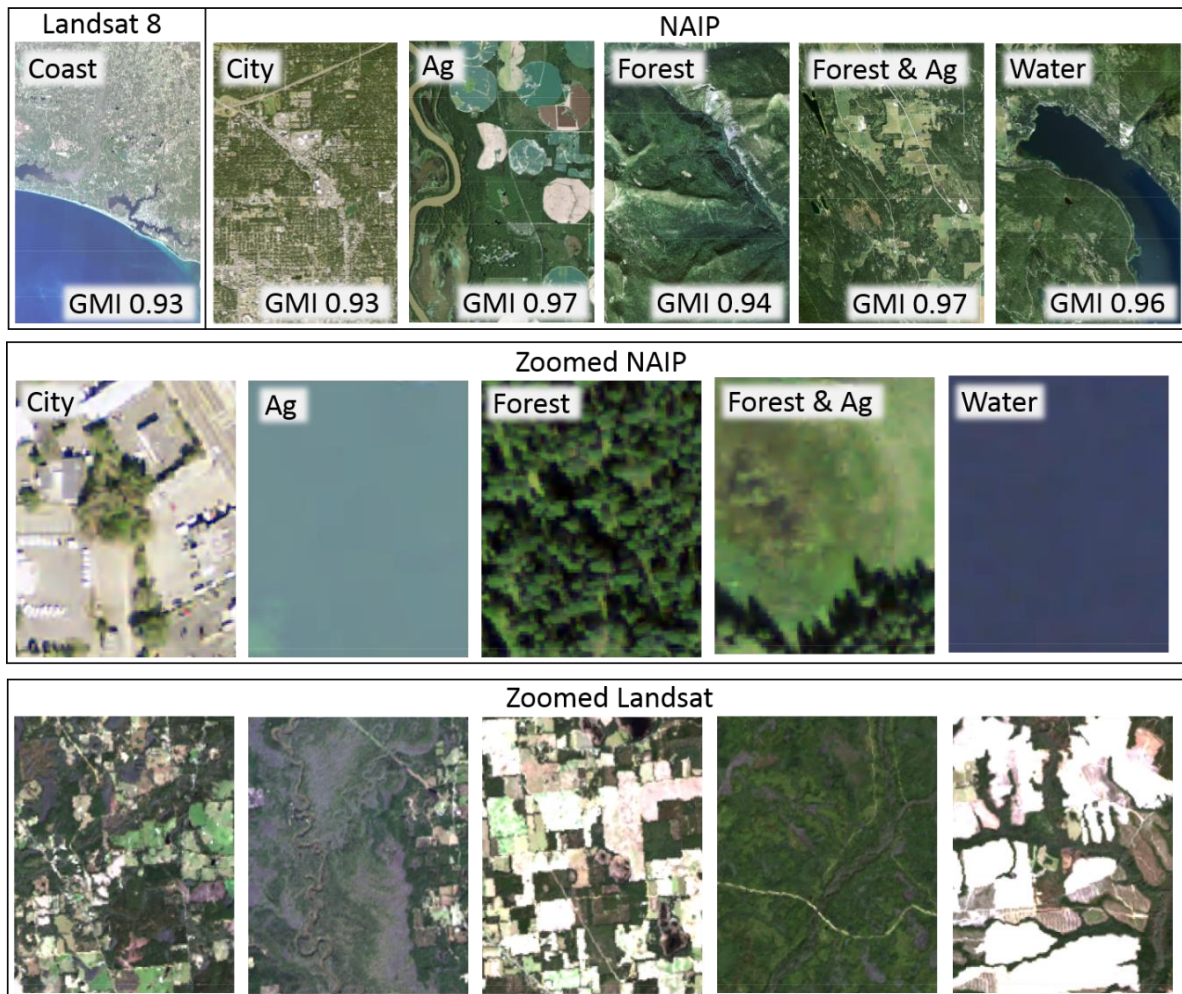 Landsat 8
NAIP
Coast
City
Ag
Forest
Forest & Ag
Water
GMI 0.93
GMI 0.93
GMI 0.97
GMI 0.94
GMI 0.97
GMI 0.96
Zoomed NAIP
City
Ag
Forest
Forest & Ag
Water
Zoomed Landsat